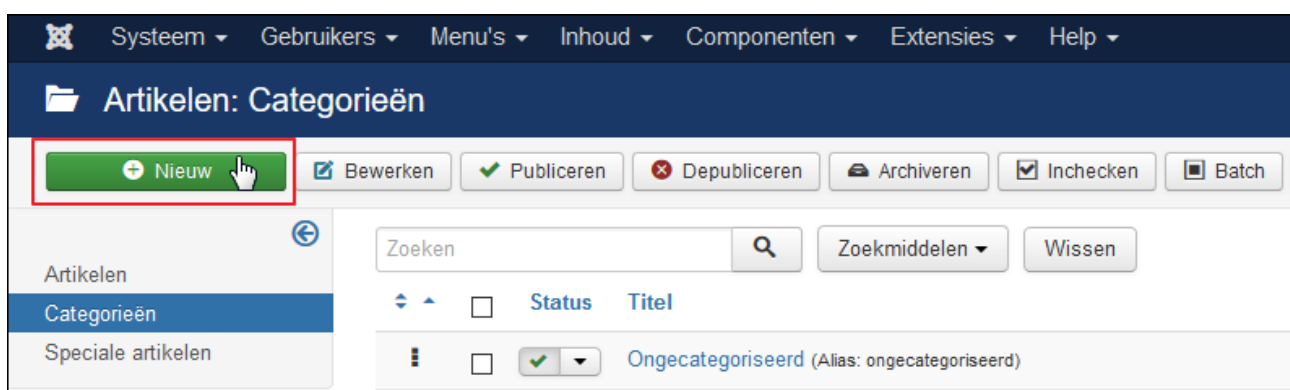 Systeem Gebruikers Menu's Inhoud Componenten Extensies Help
Artikelen: Categorieën
Nieuw Bewerken Publiceren Depubliceren Archiveren Inchecken Batch
Zoeken Zoekmiddelen Wissen
Artikelen
Categorieën
Speciale artikelen
Status Titel
Ongecategoriseerd (Alias: ongecategoriseerd)